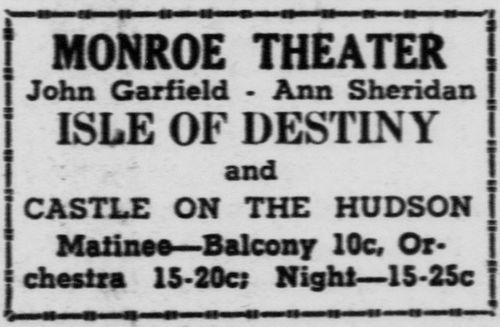 MONROE THEATER
John Garfield - Ann Sheridan
ISLE OF DESTINY
and
CASTLE ON THE HUDSON
Matinee—Balcony 10c, Or-
chestra 15-20c; Night—15-25c